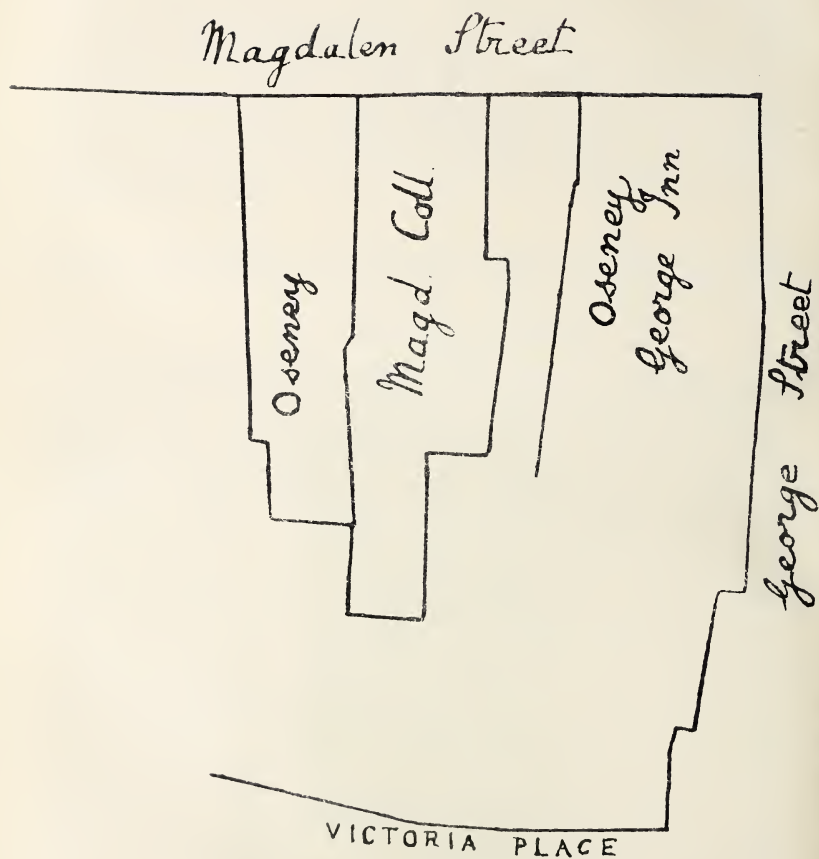 Magdalen Street
Oseney
Magd. Coll.
Oseney
George Inn
George Street
VICTORIA PLACE